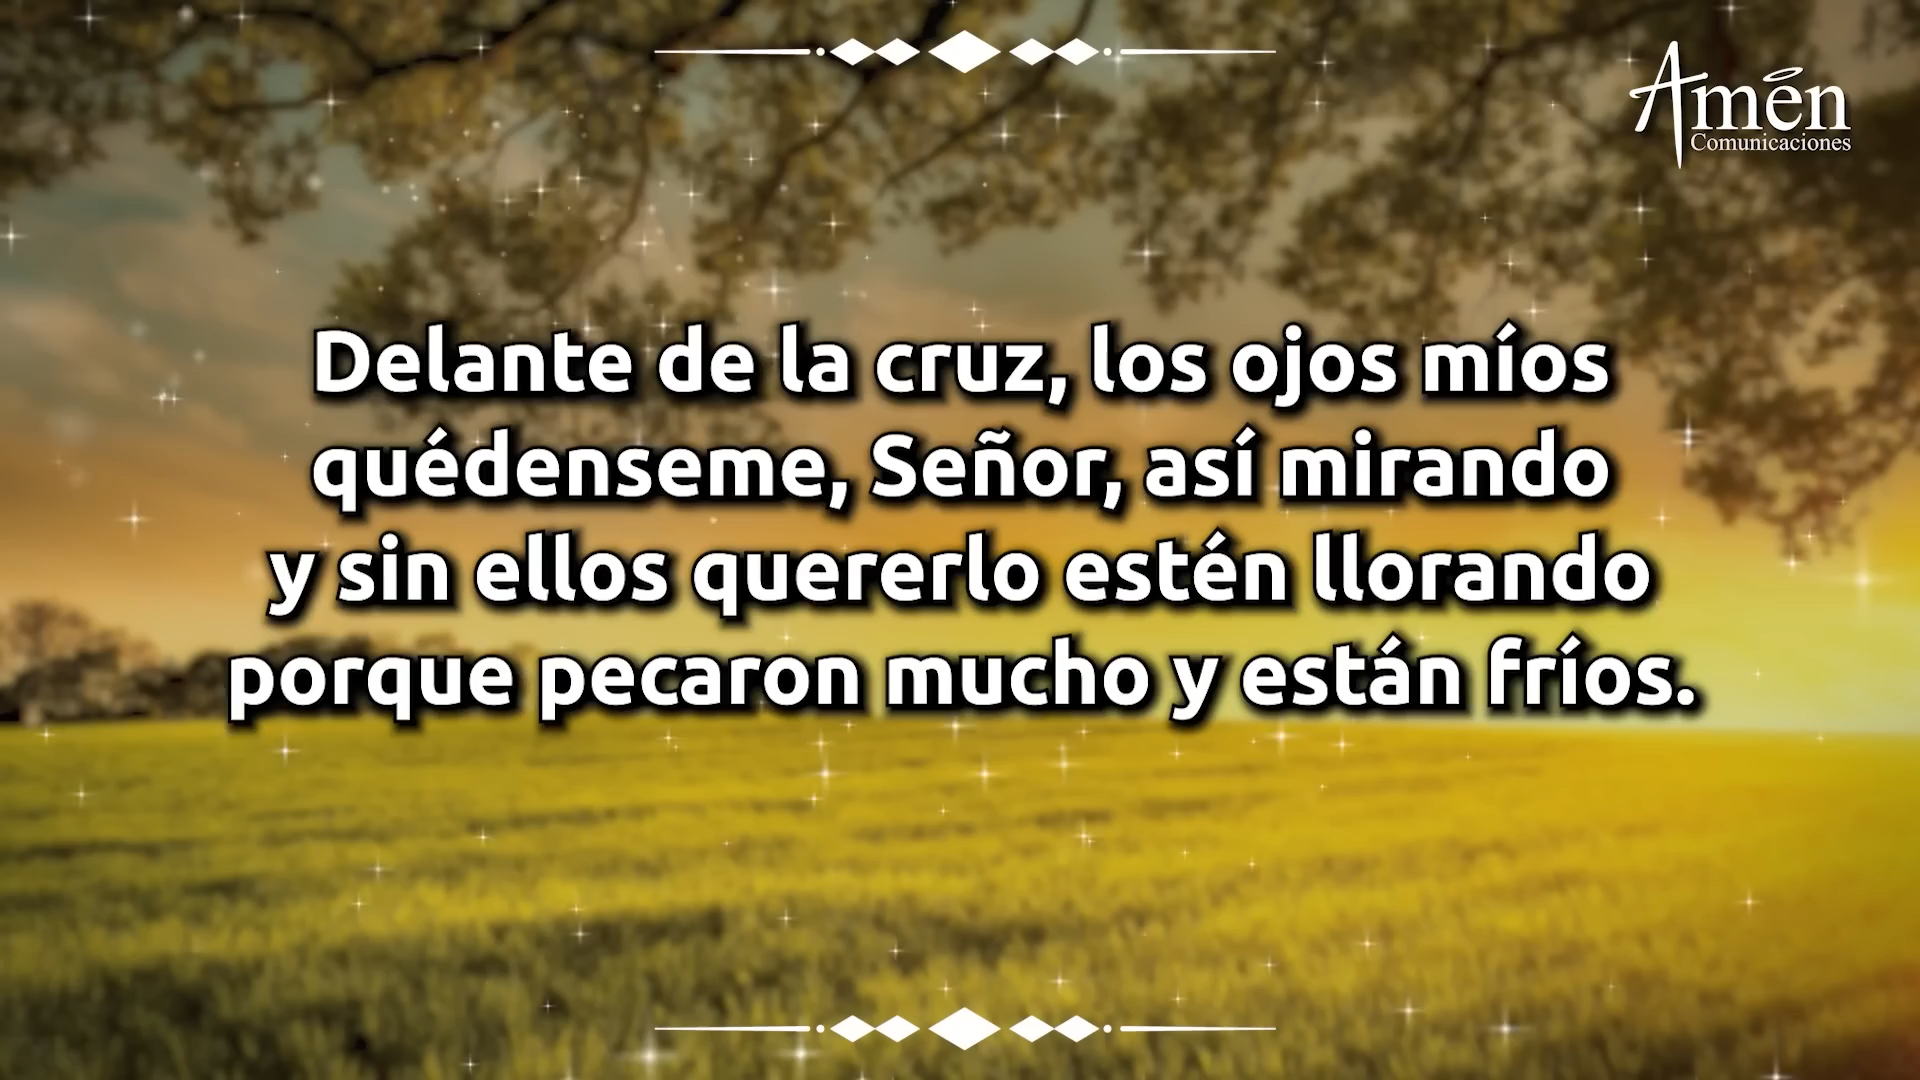 Amén
Comunicaciones
Delante de la cruz, los ojos míos
quédenseme, Señor, así mirando
y sin ellos quererlo estén llorando
porque pecaron mucho y están fríos.